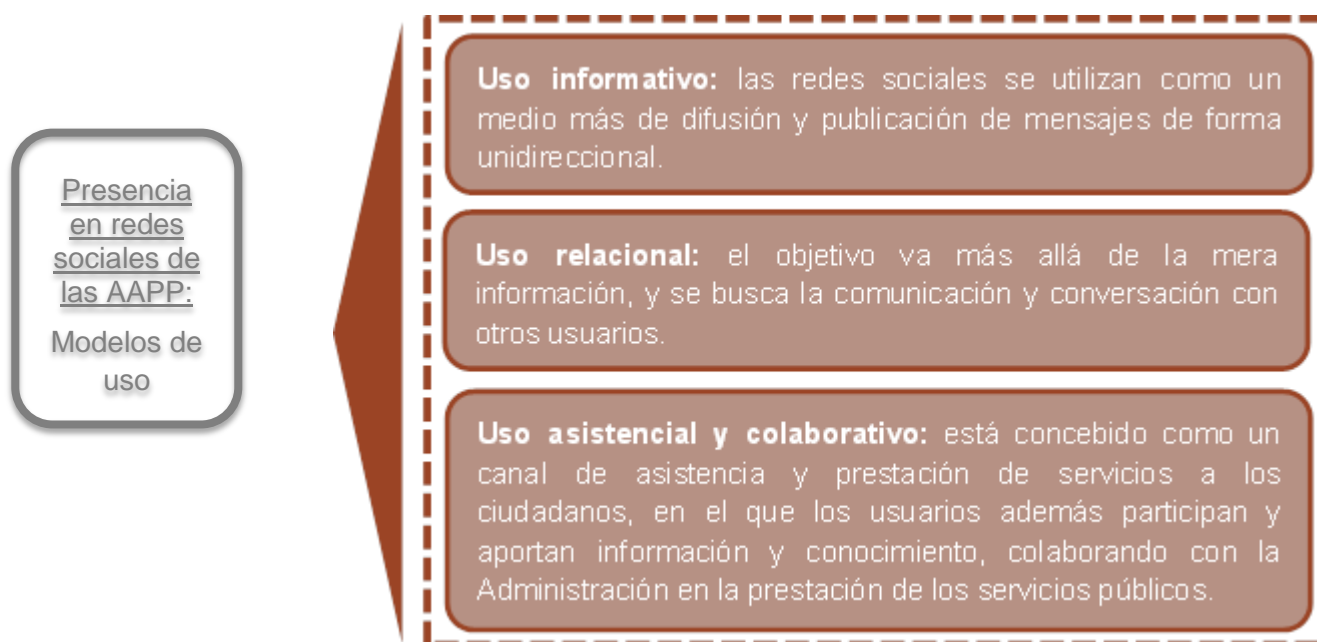 Presencia
en redes
sociales de
las AAPP:
Modelos de
uso
Uso informativo: las redes sociales se utilizan como un
medio más de difusión y publicación de mensajes de forma
unidireccional.
Uso relacional: el objetivo va más allá de la mera
información, y se busca la comunicación y conversación con
otros usuarios.
Uso asistencial y colaborativo: está concebido como un
canal de asistencia y prestación de servicios a los
ciudadanos, en el que los usuarios además participan y
aportan información y conocimiento, colaborando con la
Administración en la prestación de los servicios públicos.